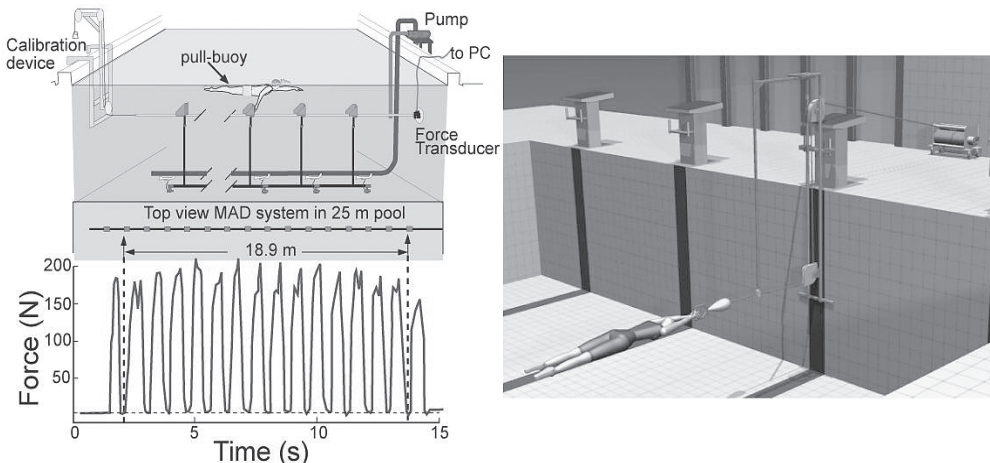 Calibration
device
pull-buoy
Pump
to PC
Force
Transducer
Top view MAD system in 25 m pool
18.9 m
Force (N)
200
150
100
50
0
5
10
15
Time (s)